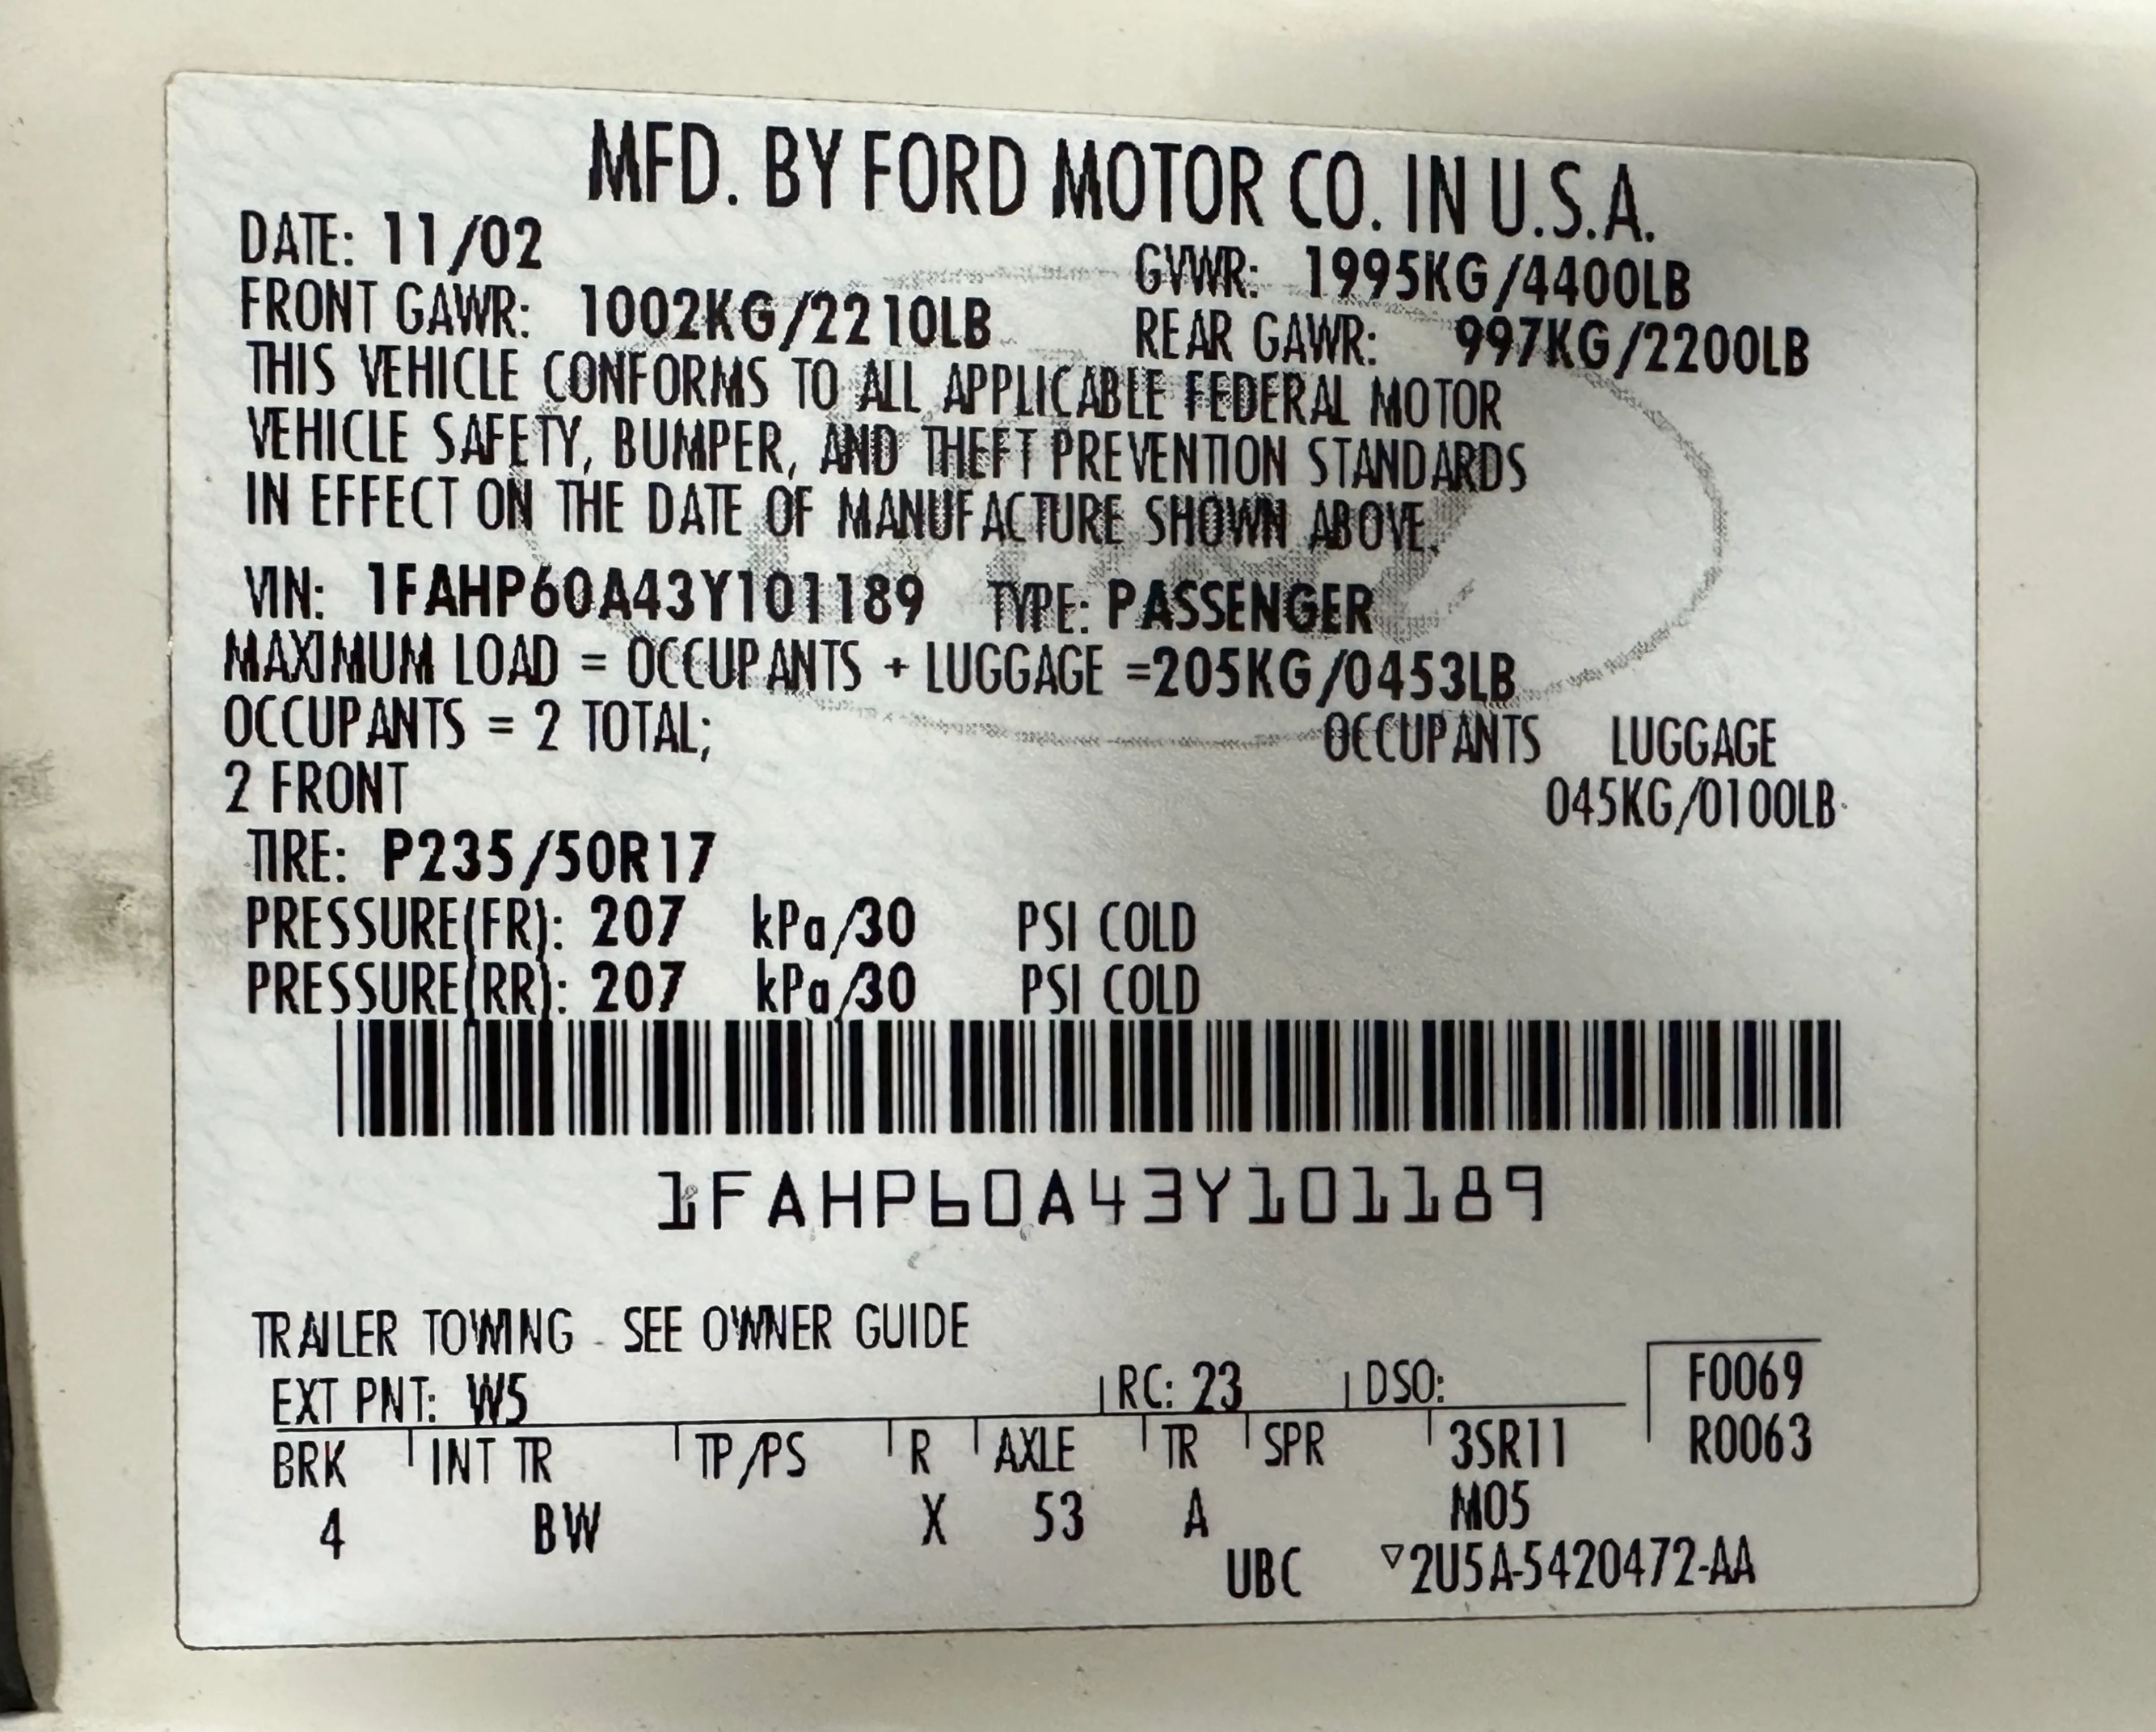 MFD. BY FORD MOTOR CO. IN U.S.A.
DATE: 11/02 GVWR: 1995KG/4400LB
FRONT GAWR: 1002KG/2210LB REAR GAWR: 997KG/2200LB
THIS VEHICLE CONFORMS TO ALL APPLICABLE FEDERAL MOTOR
VEHICLE SAFETY, BUMPER, AND THEFT PREVENTION STANDARDS
IN EFFECT ON THE DATE OF MANUFACTURE SHOWN ABOVE.
VIN: 1FAHP60A43Y101189 TYPE: PASSENGER
MAXIMUM LOAD = OCCUPANTS + LUGGAGE =205KG/0453LB
OCCUPANTS = 2 TOTAL; OCCUPANTS LUGGAGE
2 FRONT 045KG/0100LB
TIRE: P235/50R17
PRESSURE(FR): 207 kPa/30 PSI COLD
PRESSURE(RR): 207 kPa/30 PSI COLD
1FAHP60A43Y101189
TRAILER TOWING - SEE OWNER GUIDE
EXT PNT: W5 RC: 23 DSO: F0069
BRK INT TR TP/PS R AXLE TR SPR 3SR11 R0063
4 BW X 53 A M05
UBC ▽2U5A-5420472-AA